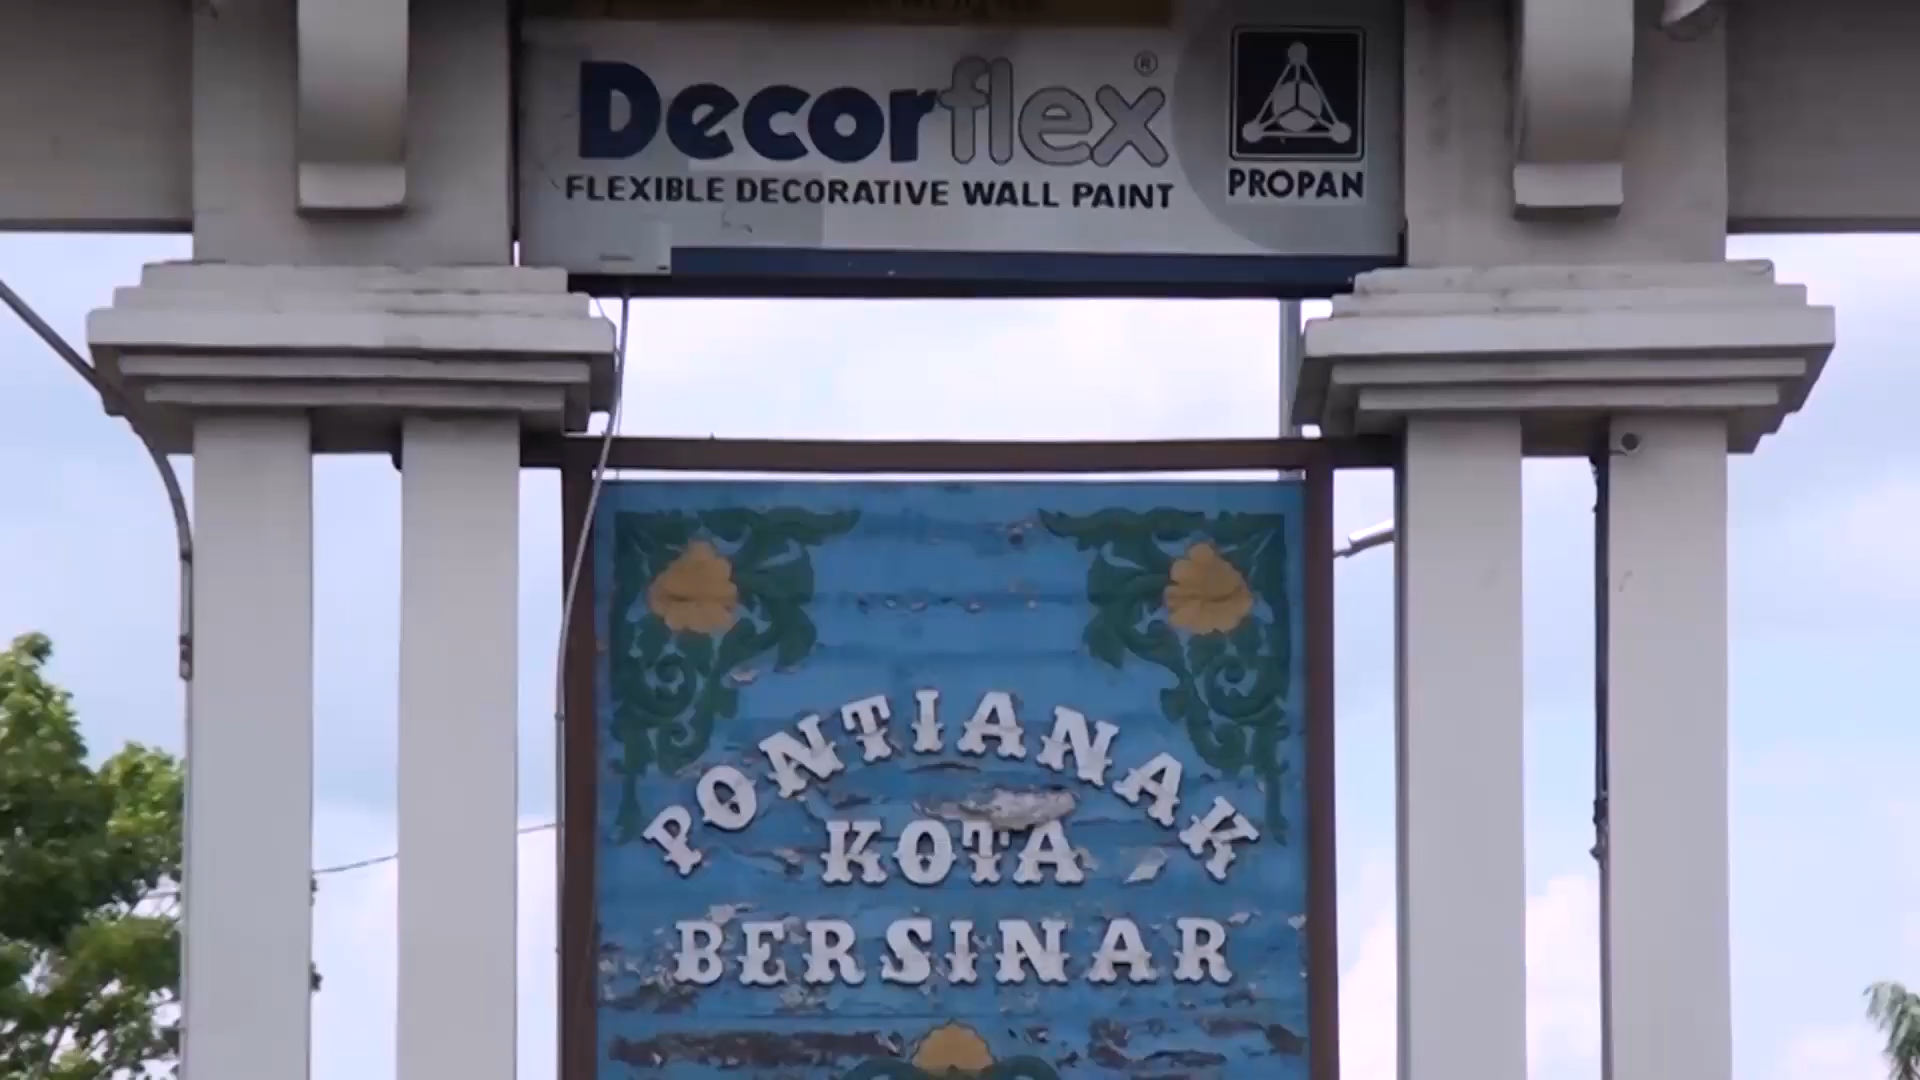 Decorflex®
FLEXIBLE DECORATIVE WALL PAINT
PROPAN
PONTIANAK
KOTA
BERSINAR